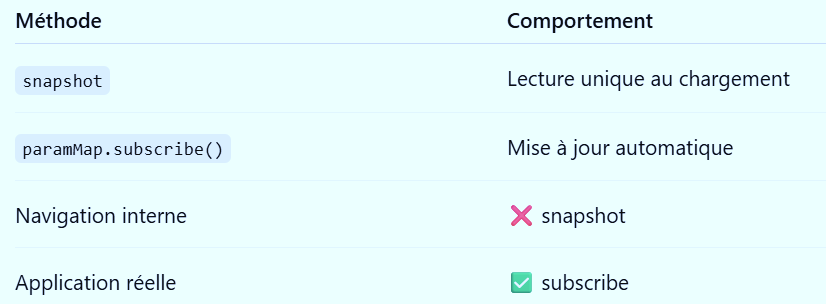 Méthode Comportement
snapshot Lecture unique au chargement
paramMap.subscribe() Mise à jour automatique
Navigation interne ❌ snapshot
Application réelle ✅ subscribe